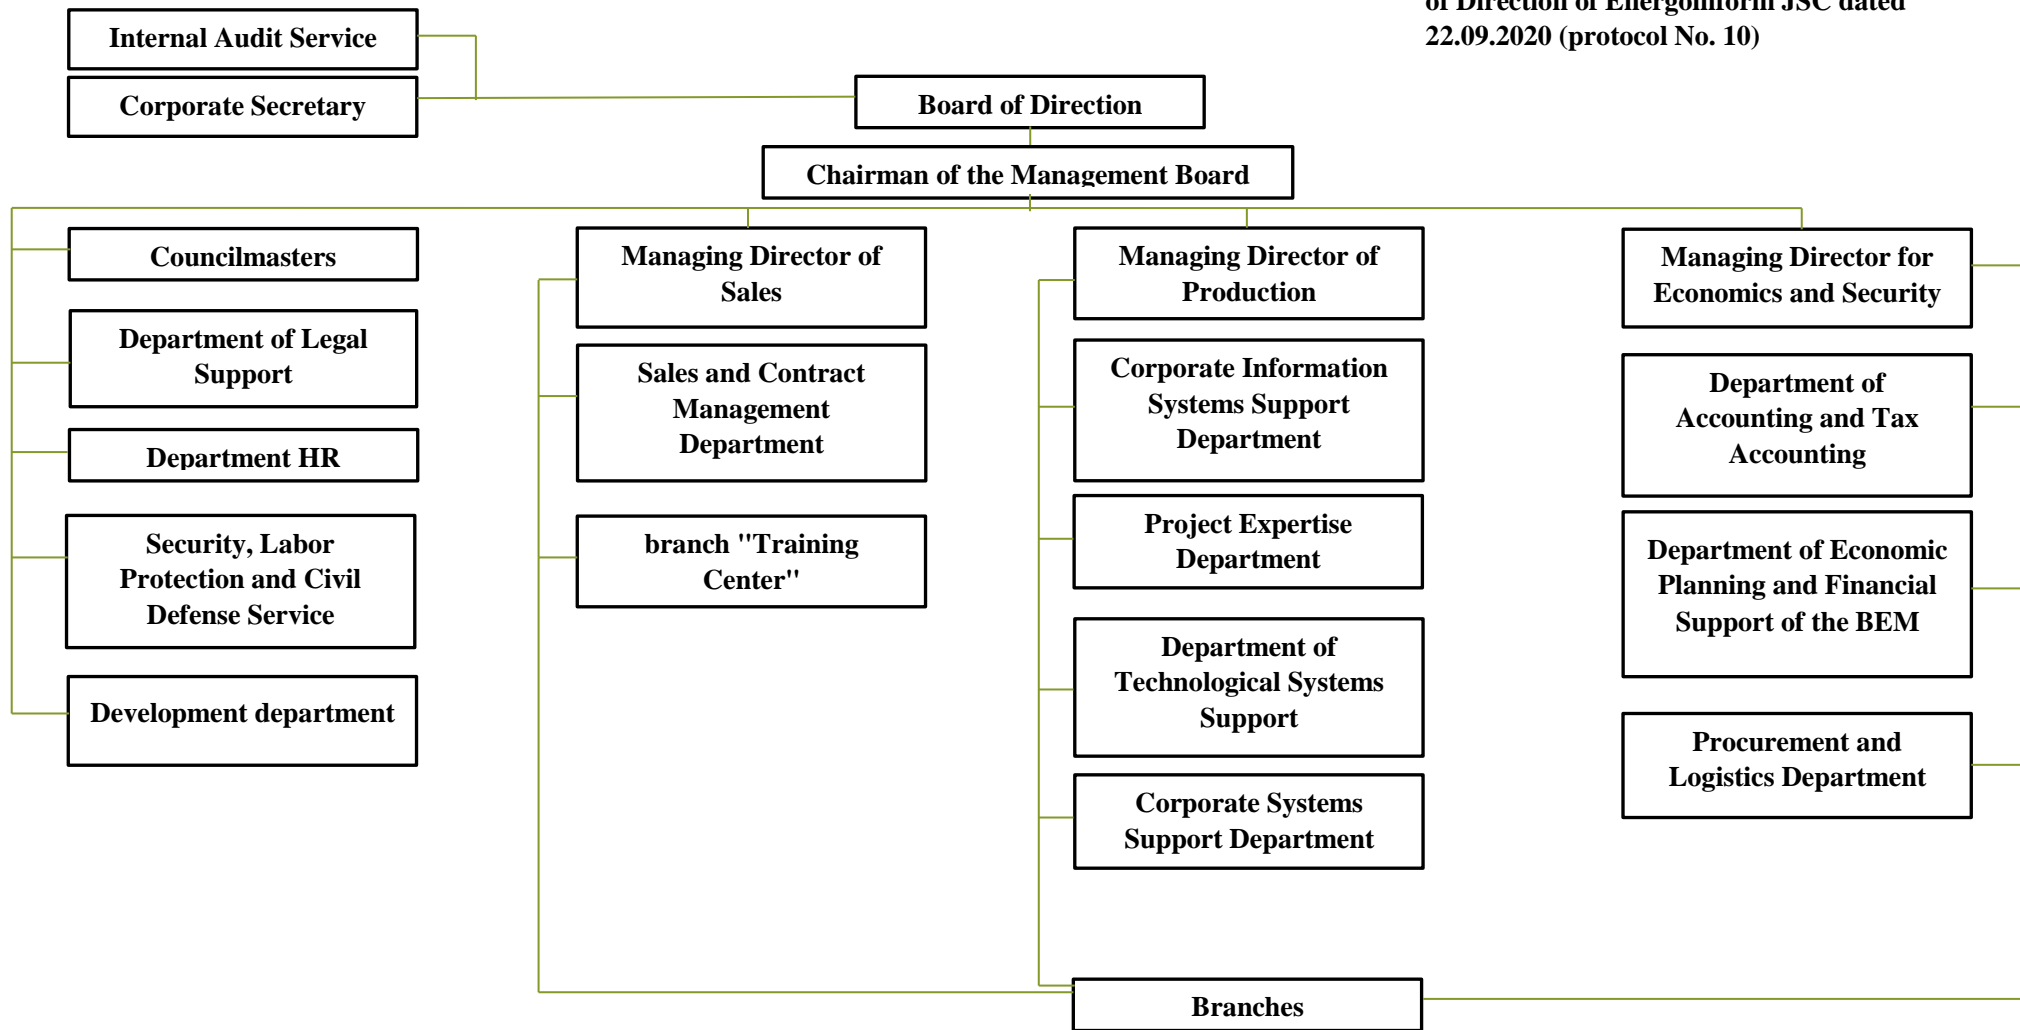 of Direction of Energoinform JSC dated
22.09.2020 (protocol No. 10)
Internal Audit Service
Corporate Secretary
Board of Direction
Chairman of the Management Board
Councilmasters
Department of Legal
Support
Department HR
Security, Labor
Protection and Civil
Defense Service
Development department
Managing Director of
Sales
Sales and Contract
Management
Department
branch "Training
Center"
Managing Director of
Production
Corporate Information
Systems Support
Department
Project Expertise
Department
Department of
Technological Systems
Support
Corporate Systems
Support Department
Branches
Managing Director for
Economics and Security
Department of
Accounting and Tax
Accounting
Department of Economic
Planning and Financial
Support of the BEM
Procurement and
Logistics Department